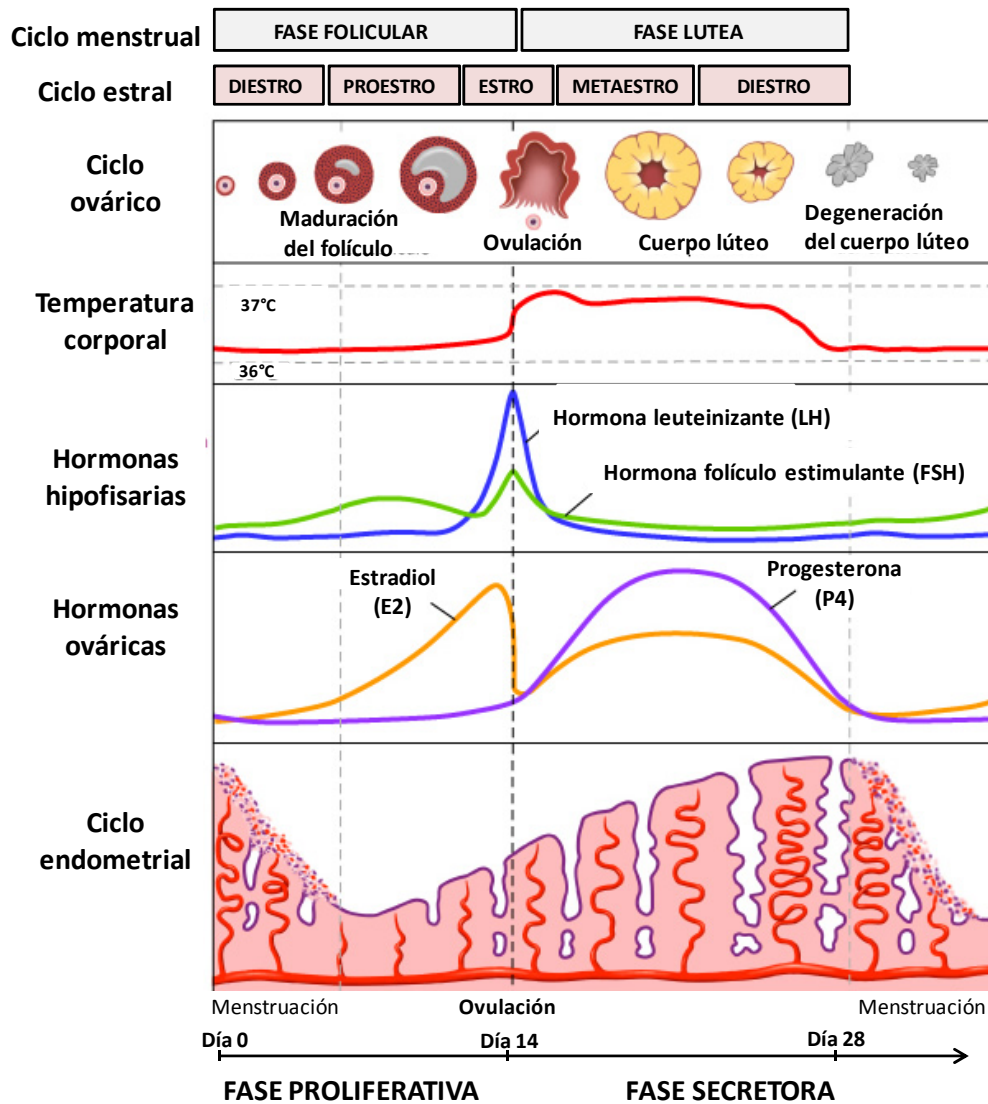 Ciclo menstrual
FASE FOLICULAR
FASE LUTEA
Ciclo estral
DIESTRO
PROESTRO
ESTRO
METAESTRO
DIESTRO
Ciclo
ovárico
Maduración
del folículo
Ovulación
Cuerpo lúteo
Degeneración
del cuerpo lúteo
Temperatura
corporal
37°C
36°C
Hormonas
hipofisarias
Hormona leuteinizante (LH)
Hormona folículo estimulante (FSH)
Hormonas
ováricas
Estradiol
(E2)
Progesterona
(P4)
Ciclo
endometrial
Menstruación
Ovulación
Menstruación
Día 0
Día 14
Día 28
FASE PROLIFERATIVA
FASE SECRETORA